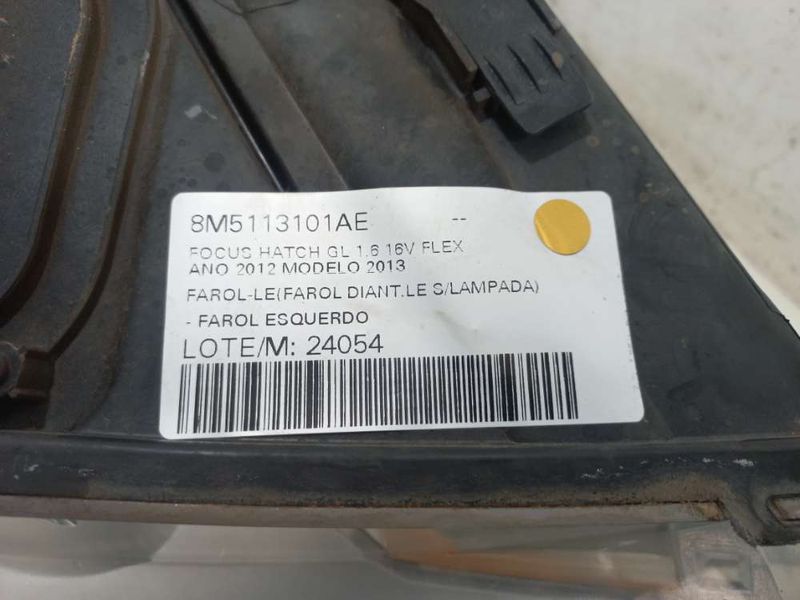 8M5113101AE --
FOCUS HATCH GL 1.6 16V FLEX
ANO 2012 MODELO 2013
FAROL-LE(FAROL DIANT.LE S/LAMPADA)
- FAROL ESQUERDO
LOTE/M: 24054